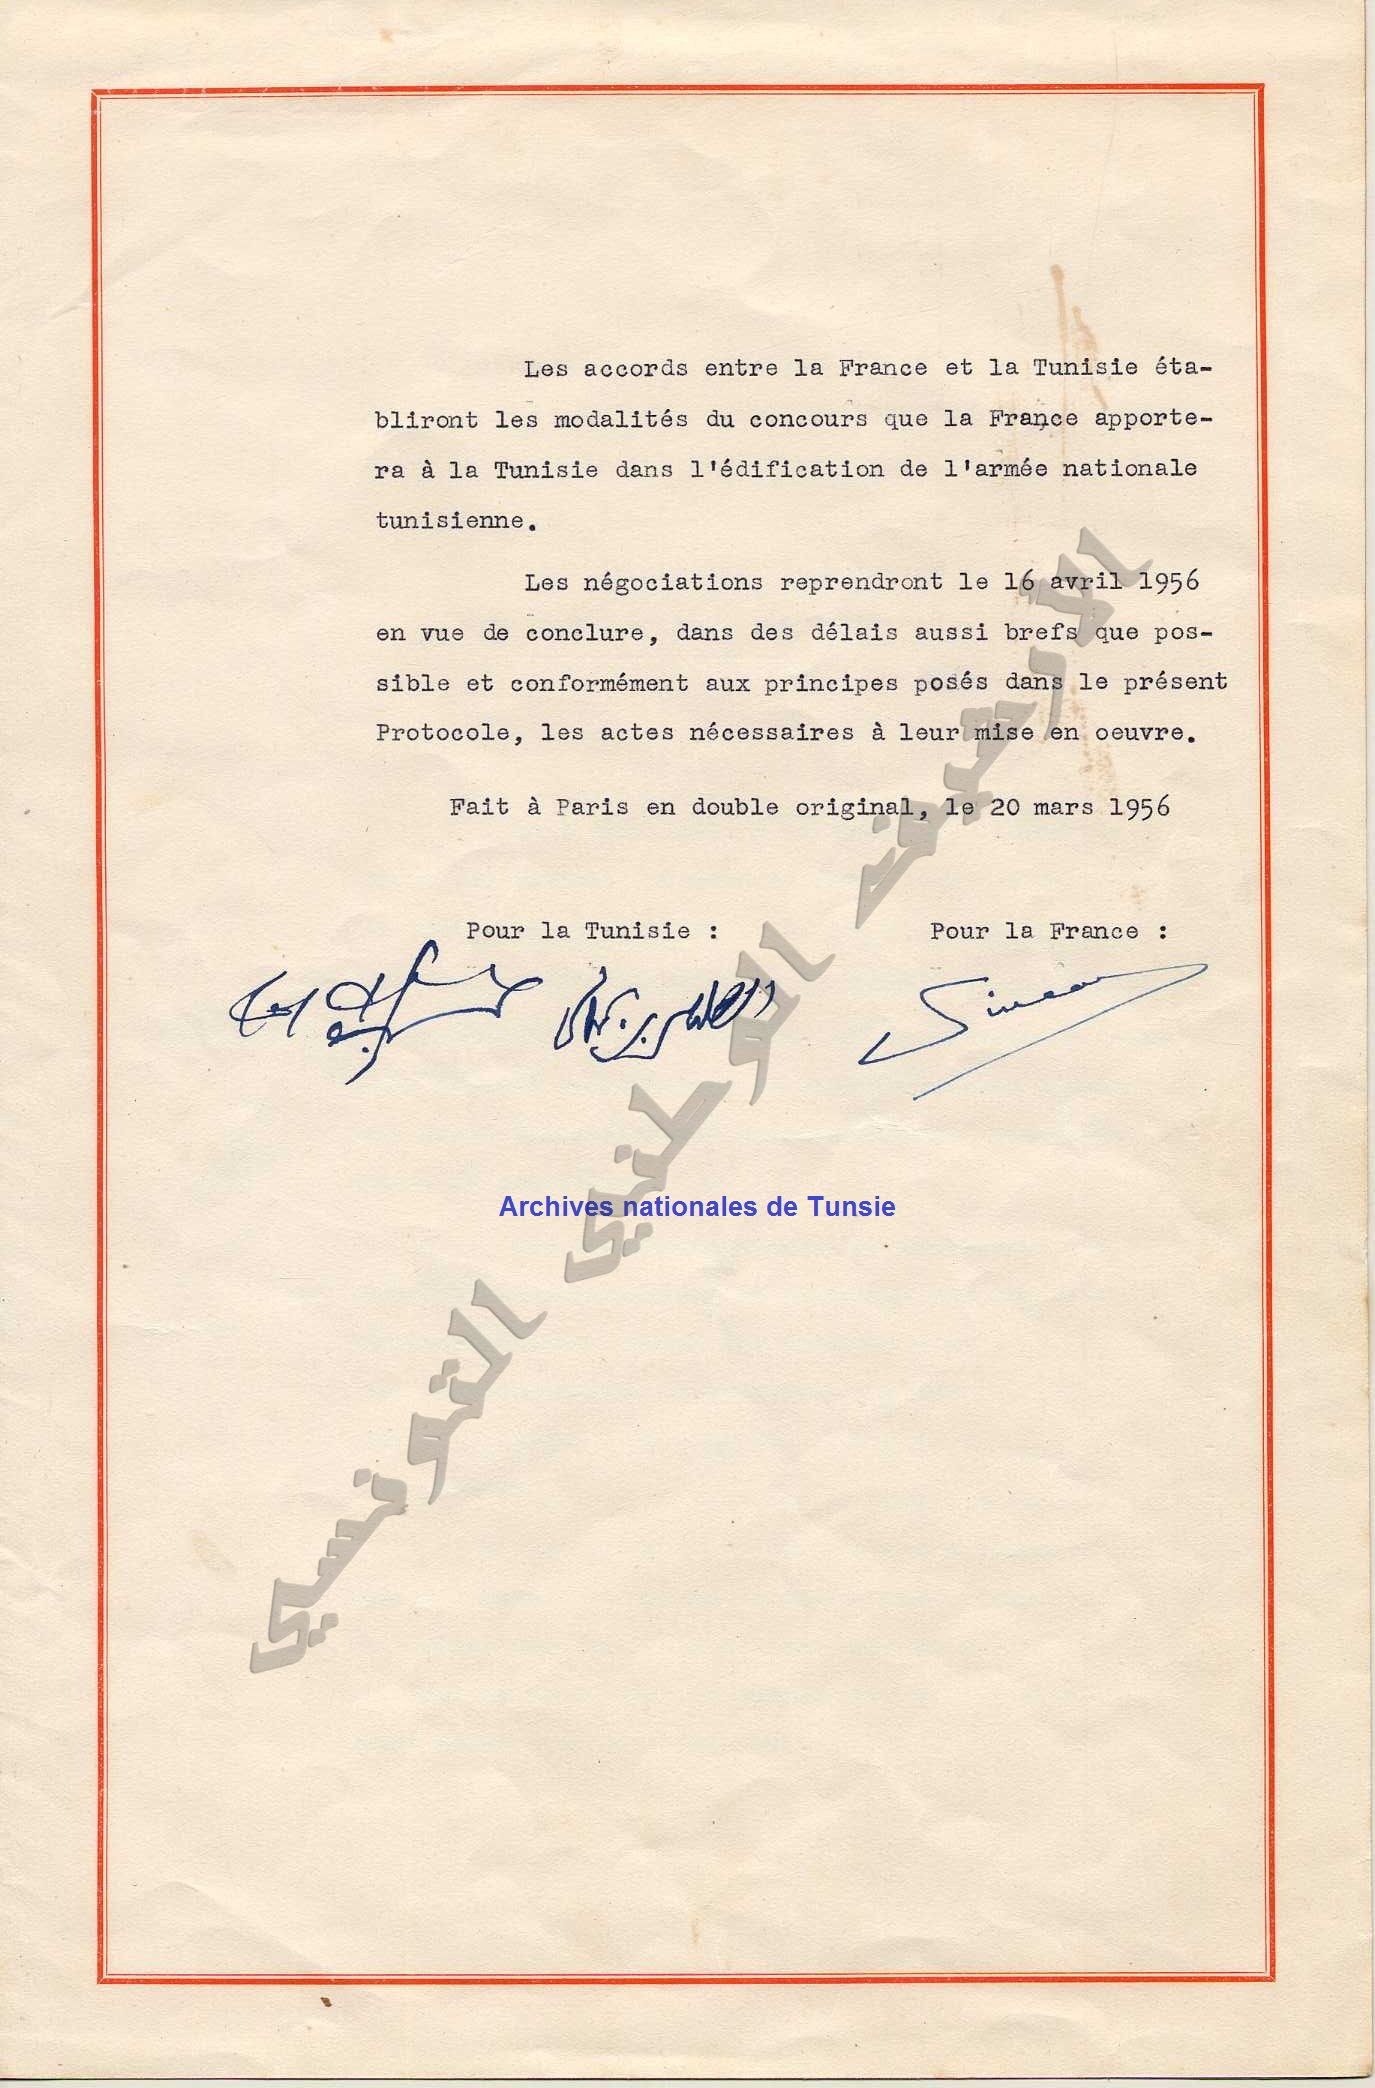 Les accords entre la France et la Tunisie éta-
bliront les modalités du concours que la France apporte-
ra à la Tunisie dans l'édification de l'armée nationale
tunisienne.
Les négociations reprendront le 16 avril 1956
en vue de conclure, dans des délais aussi brefs que pos-
sible et conformément aux principes posés dans le présent
Protocole, les actes nécessaires à leur mise en oeuvre.
Fait à Paris en double original, le 20 mars 1956
Pour la Tunisie :	Pour la France :
Archives nationales de Tunsie
الأرشيف الوطني التونسي